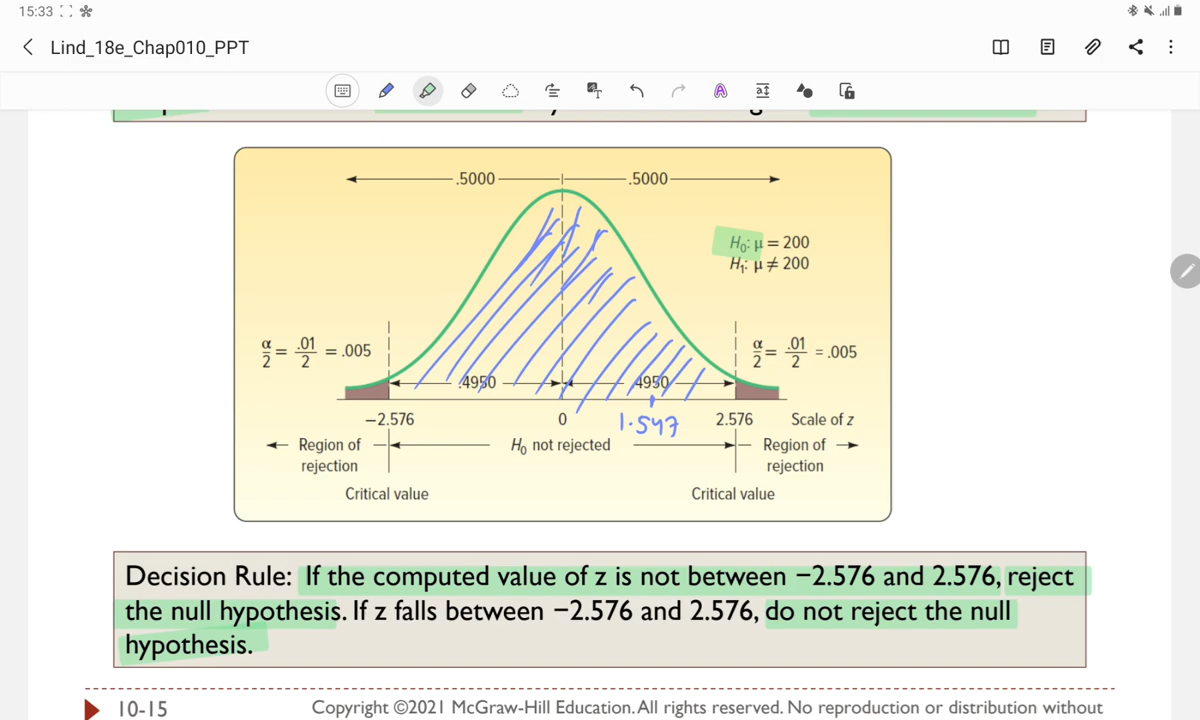 15:33
Lind_18e_Chap010_PPT
.5000 .5000
H₀: μ = 200
H₁: μ ≠ 200
α/2 = .01/2 = .005
α/2 = .01/2 = .005
.4950 .4950
−2.576 0 1.547 2.576 Scale of z
Region of rejection
H₀ not rejected
Region of rejection
Critical value Critical value
Decision Rule: If the computed value of z is not between −2.576 and 2.576, reject
the null hypothesis. If z falls between −2.576 and 2.576, do not reject the null
hypothesis.
10-15 Copyright ©2021 McGraw-Hill Education. All rights reserved. No reproduction or distribution without